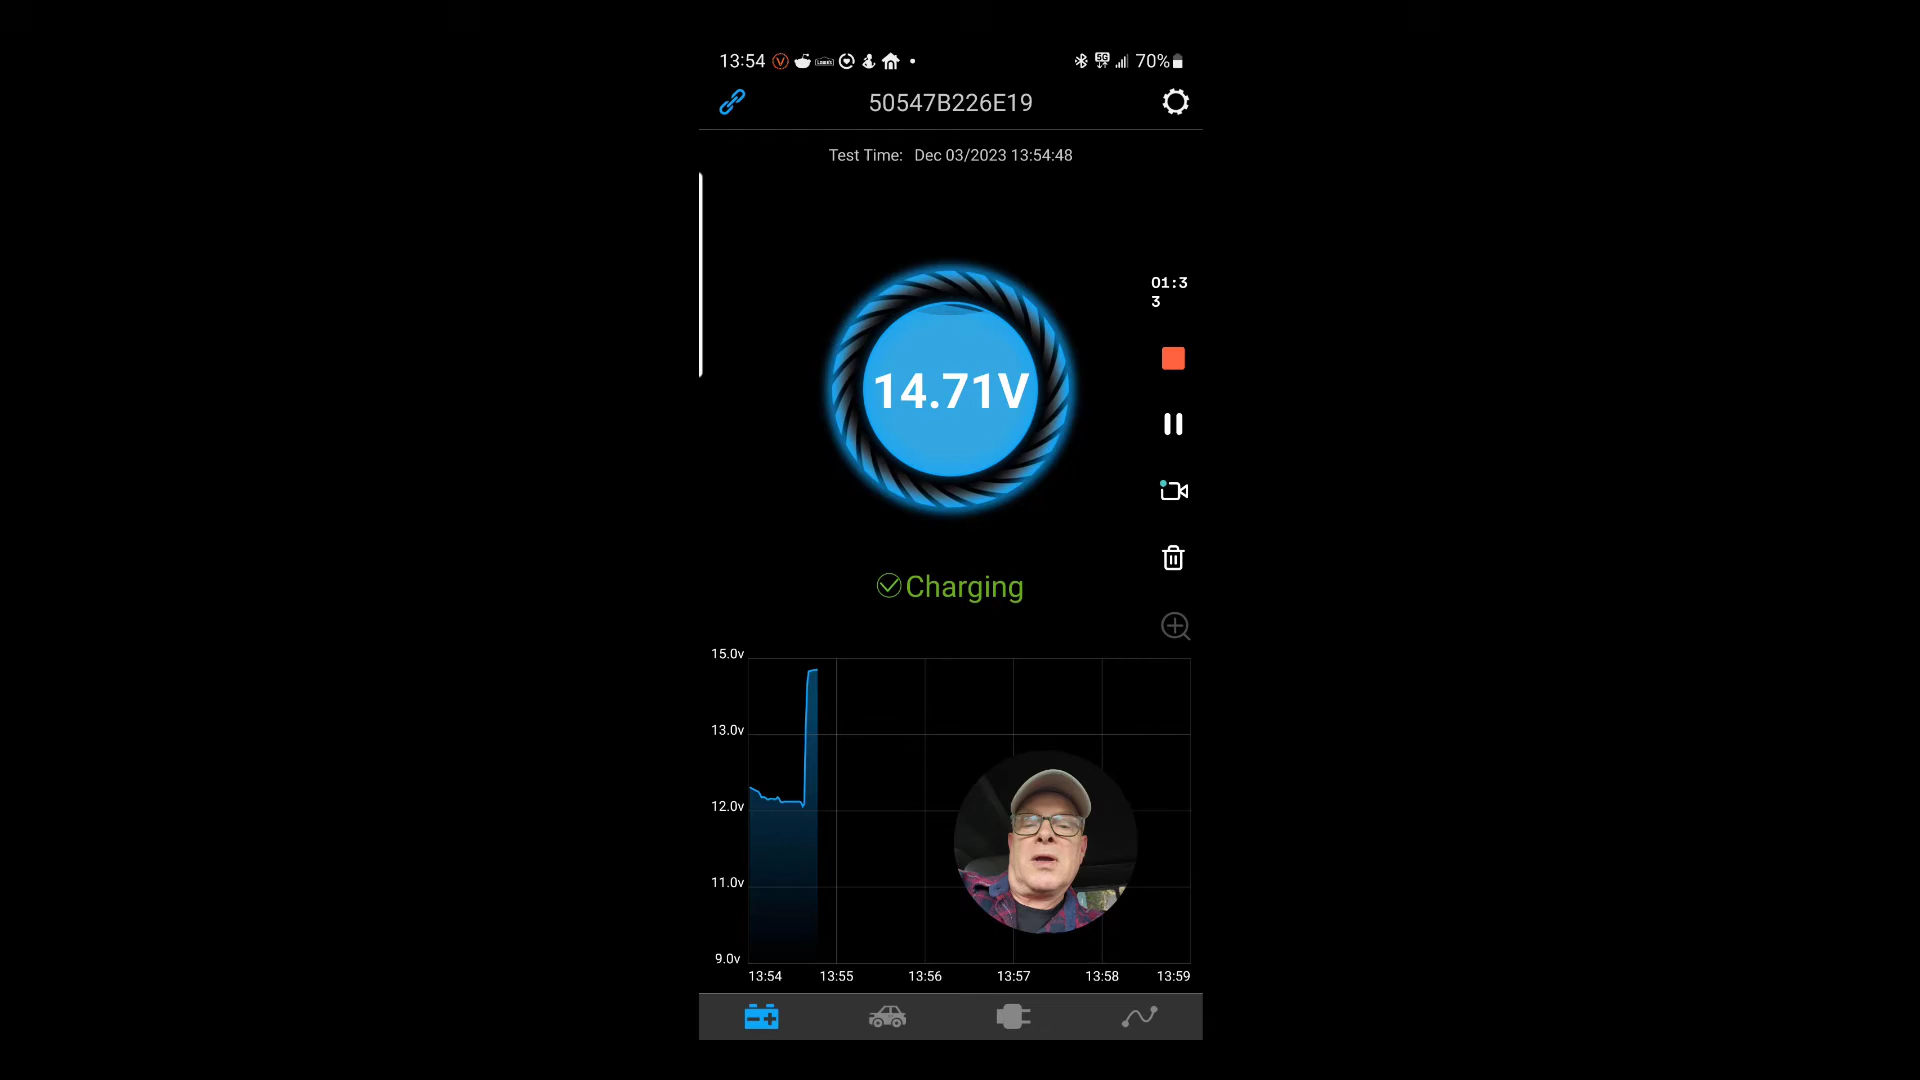 13:54
70%
50547B226E19
Test Time: Dec 03/2023 13:54:48
01:3
3
14.71V
Charging
15.0v
13.0v
12.0v
11.0v
9.0v
13:54 13:55 13:56 13:57 13:58 13:59